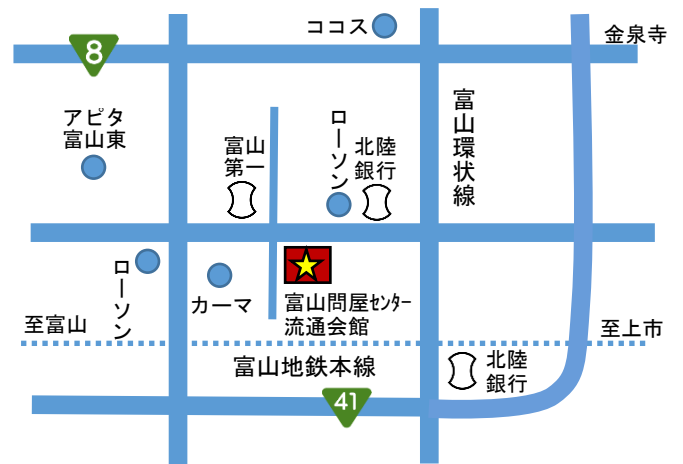 ココス
金泉寺
8
アピタ
富山東
富山
第一
ローソン
北陸
銀行
富山環状線
ローソン
カーマ
富山問屋ｾﾝﾀｰ
流通会館
至富山
至上市
富山地鉄本線
北陸
銀行
41